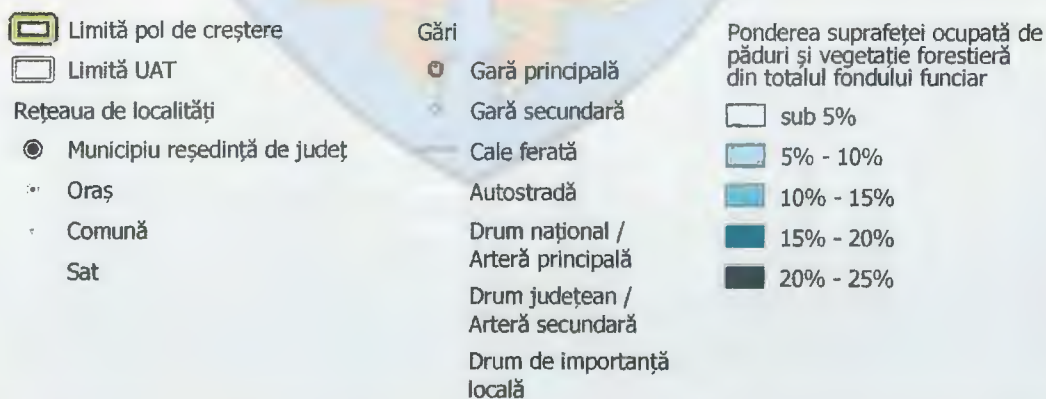 Limită pol de creștere
Limită UAT
Rețeaua de localități
Municipiu reședință de județ
Oraș
Comună
Sat
Gări
Gară principală
Gară secundară
Cale ferată
Autostradă
Drum național /
Arteră principală
Drum județean /
Arteră secundară
Drum de importanță
locală
Ponderea suprafeței ocupată de
păduri și vegetație forestieră
din totalul fondului funciar
sub 5%
5% - 10%
10% - 15%
15% - 20%
20% - 25%